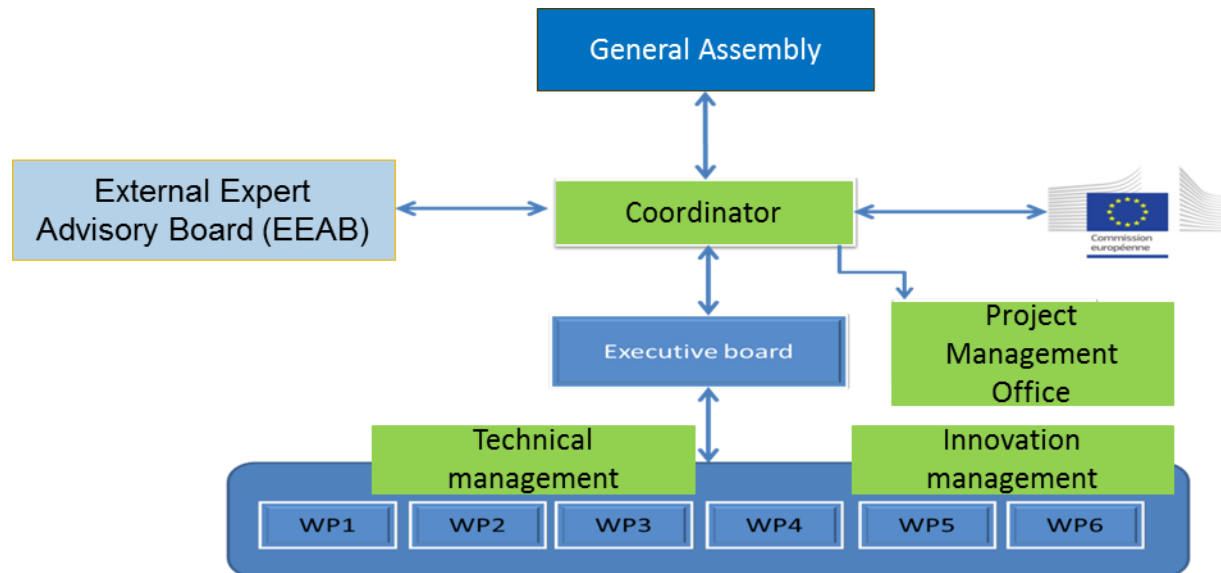 General Assembly
External Expert
Advisory Board (EEAB)
Coordinator
Commission
européenne
Executive board
Project
Management
Office
Technical
management
Innovation
management
WP1
WP2
WP3
WP4
WP5
WP6